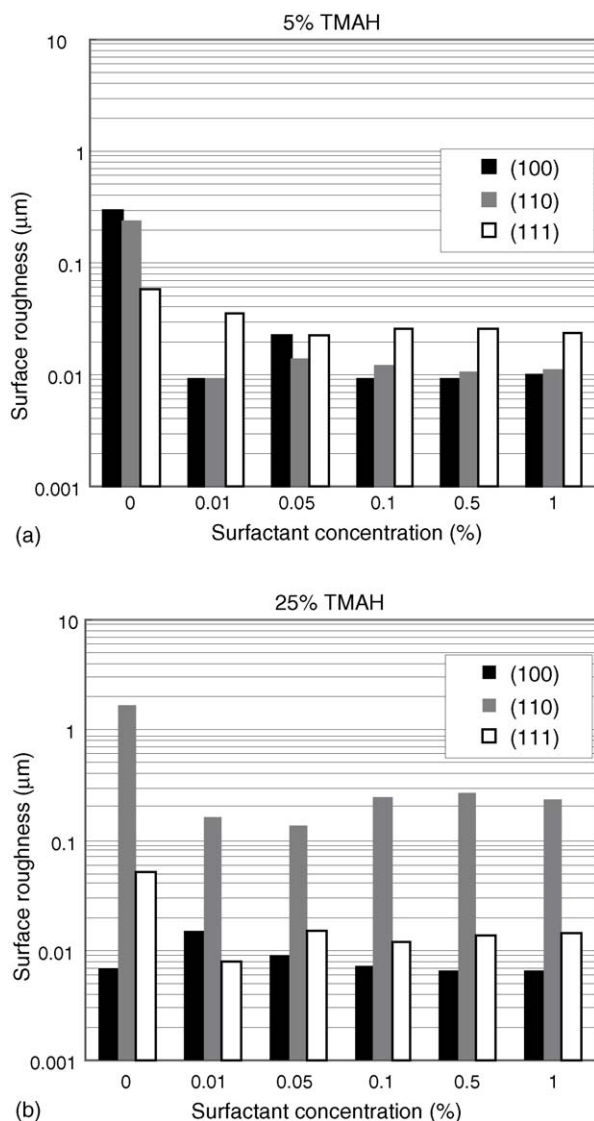 5% TMAH
10
1
0.1
0.01
0.001
Surface roughness (μm)
(100)
(110)
(111)
0 0.01 0.05 0.1 0.5 1
(a) Surfactant concentration (%)
25% TMAH
10
1
0.1
0.01
0.001
Surface roughness (μm)
(100)
(110)
(111)
0 0.01 0.05 0.1 0.5 1
(b) Surfactant concentration (%)